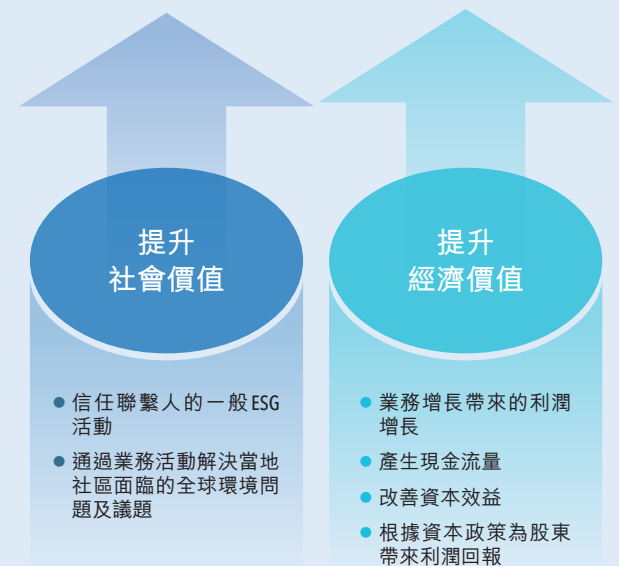 提升
社會價值
信任聯繫人的一般ESG
活動
通過業務活動解決當地
社區面臨的全球環境問
題及議題
提升
經濟價值
業務增長帶來的利潤
增長
產生現金流量
改善資本效益
根據資本政策為股東
帶來利潤回報